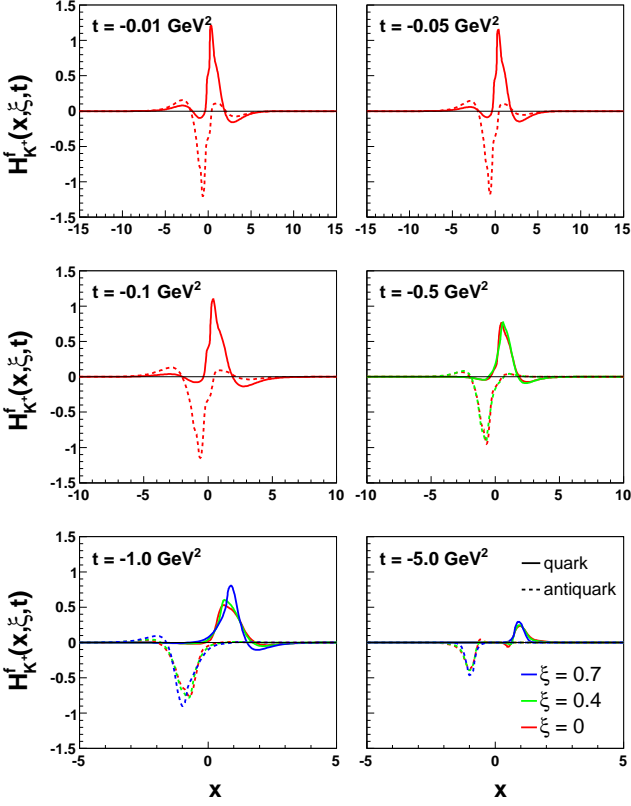 t = -0.01 GeV²
t = -0.05 GeV²
H^f_K⁺(x,ξ,t)
1.5
1
0.5
0
-0.5
-1
-1.5
-15 -10 -5 0 5 10 15
-15 -10 -5 0 5 10 15
t = -0.1 GeV²
t = -0.5 GeV²
H^f_K⁺(x,ξ,t)
1.5
1
0.5
0
-0.5
-1
-1.5
-10 -5 0 5 10
-10 -5 0 5 10
t = -1.0 GeV²
t = -5.0 GeV²
quark
antiquark
ξ = 0.7
ξ = 0.4
ξ = 0
H^f_K⁺(x,ξ,t)
1.5
1
0.5
0
-0.5
-1
-1.5
-5 0 5
-5 0 5
x
x